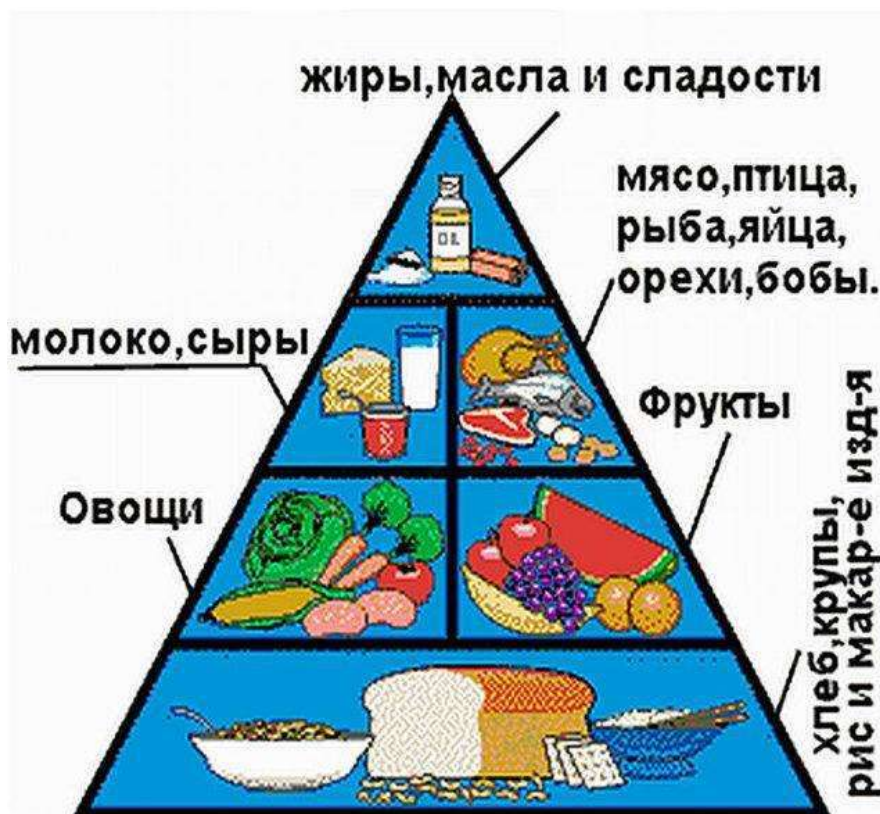 жиры,масла и сладости
мясо,птица,
рыба,яйца,
орехи,бобы.
молоко,сыры
Фрукты
Овощи
хлеб,крупы,
рис и макар-е изд-я
OIL